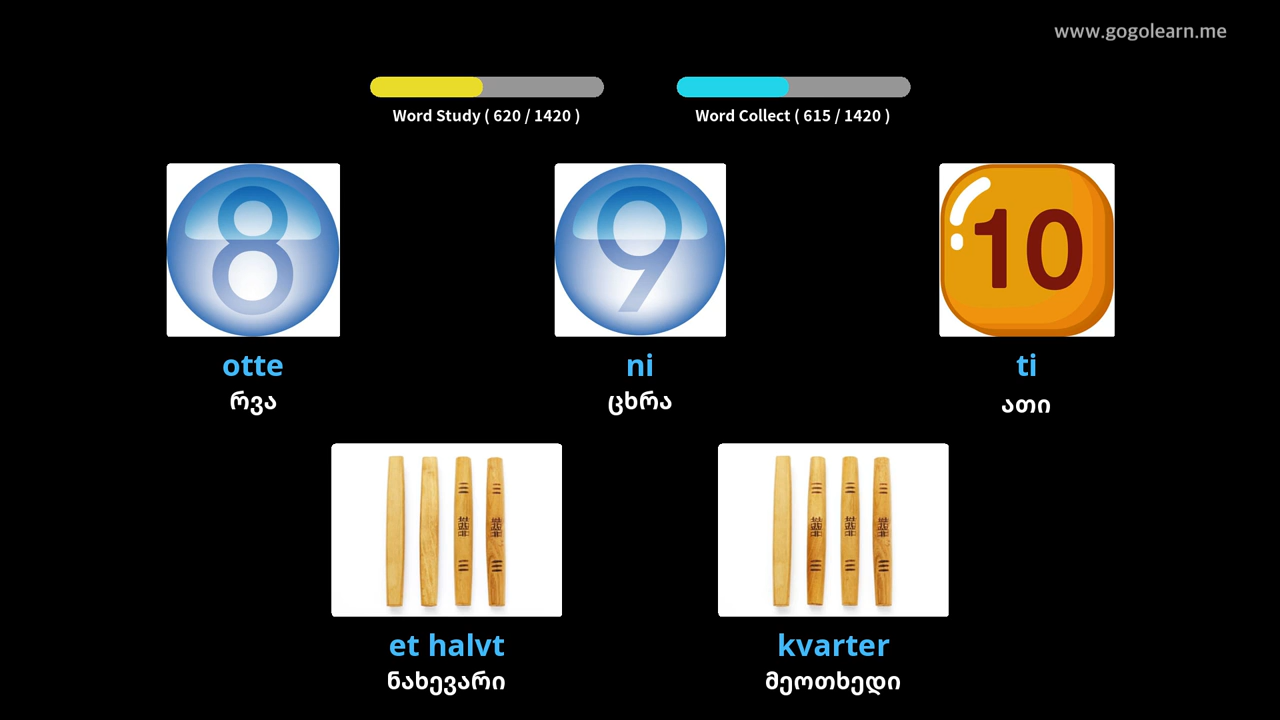 www.gogolearn.me
Word Study ( 620 / 1420 )
Word Collect ( 615 / 1420 )
8
9
10
otte
ni
ti
რვა
ცხრა
ათი
et halvt
kvarter
ნახევარი
მეოთხედი